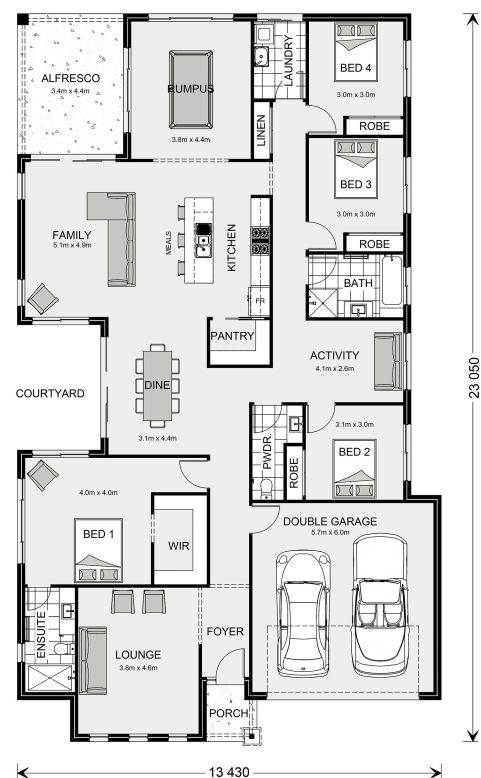 ALFRESCO
3.4m x 4.4m
RUMPUS
3.8m x 4.4m
LAUNDRY
LINEN
BED 4
3.0m x 3.0m
ROBE
BED 3
3.0m x 3.0m
ROBE
FAMILY
5.1m x 4.9m
MEALS
KITCHEN
FR
PANTRY
BATH
ACTIVITY
4.1m x 2.6m
COURTYARD
DINE
3.1m x 4.4m
PWDR.
ROBE
3.1m x 3.0m
BED 2
4.0m x 4.0m
BED 1
WIR
DOUBLE GARAGE
5.7m x 6.0m
ENSUITE
LOUNGE
3.8m x 4.6m
FOYER
PORCH
23 050
13 430